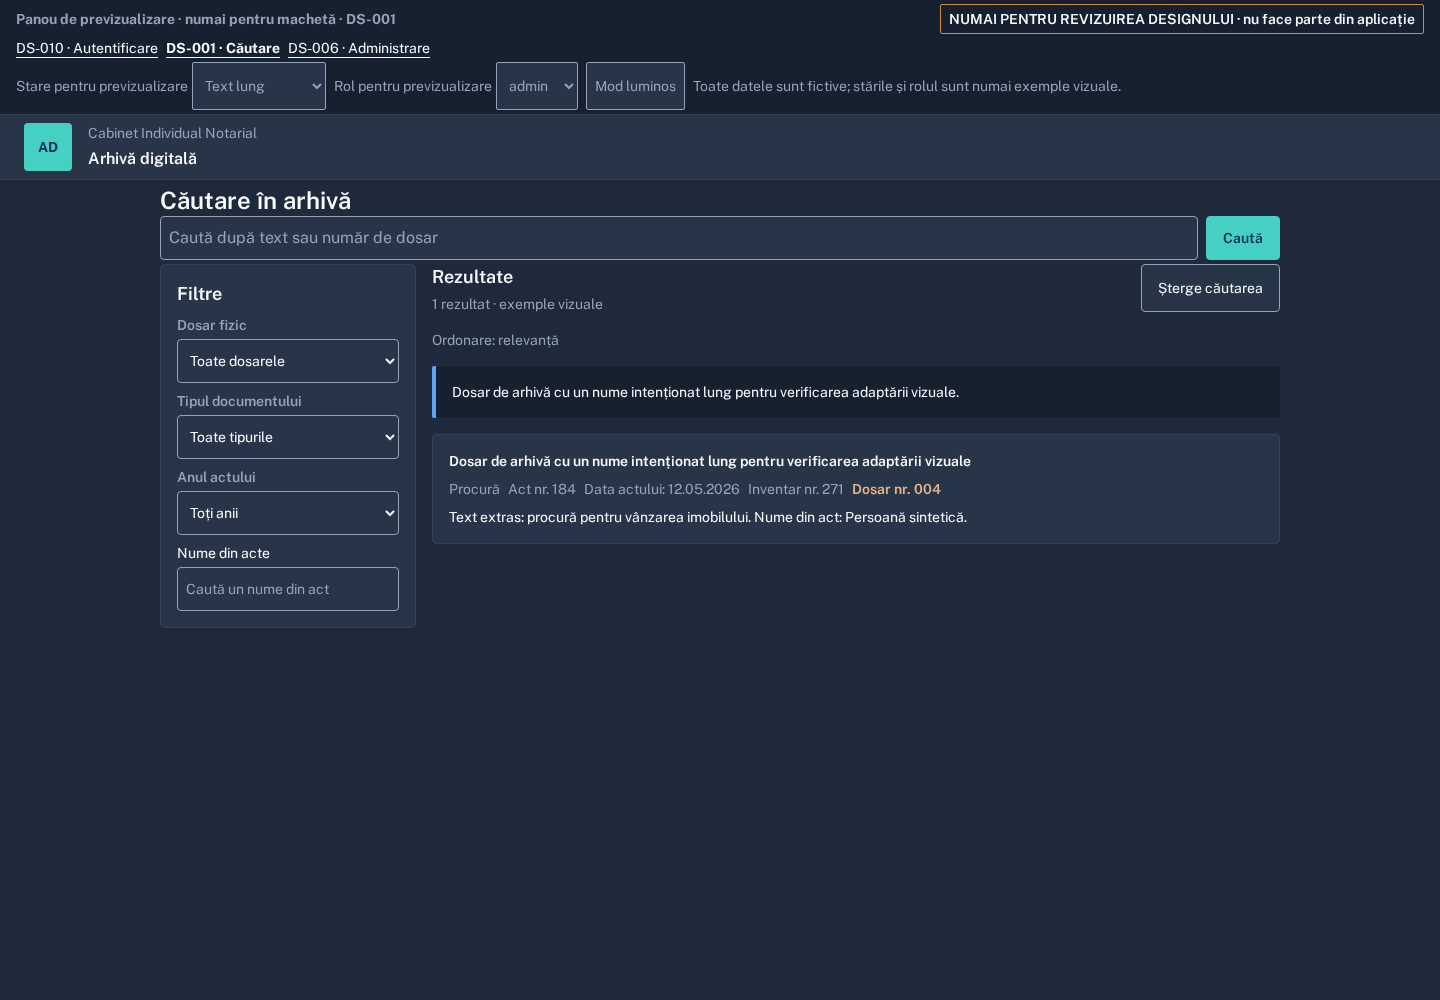 Panou de previzualizare · numai pentru machetă · DS-001
NUMAI PENTRU REVIZUIREA DESIGNULUI · nu face parte din aplicație
DS-010 · Autentificare DS-001 · Căutare DS-006 · Administrare
Stare pentru previzualizare Text lung Rol pentru previzualizare admin Mod luminos Toate datele sunt fictive; stările și rolul sunt numai exemple vizuale.
AD
Cabinet Individual Notarial
Arhivă digitală
Căutare în arhivă
Caută după text sau număr de dosar
Caută
Filtre
Dosar fizic
Toate dosarele
Tipul documentului
Toate tipurile
Anul actului
Toți anii
Nume din acte
Caută un nume din act
Rezultate
1 rezultat · exemple vizuale
Șterge căutarea
Ordonare: relevanță
Dosar de arhivă cu un nume intenționat lung pentru verificarea adaptării vizuale.
Dosar de arhivă cu un nume intenționat lung pentru verificarea adaptării vizuale
Procură Act nr. 184 Data actului: 12.05.2026 Inventar nr. 271 Dosar nr. 004
Text extras: procură pentru vânzarea imobilului. Nume din act: Persoană sintetică.